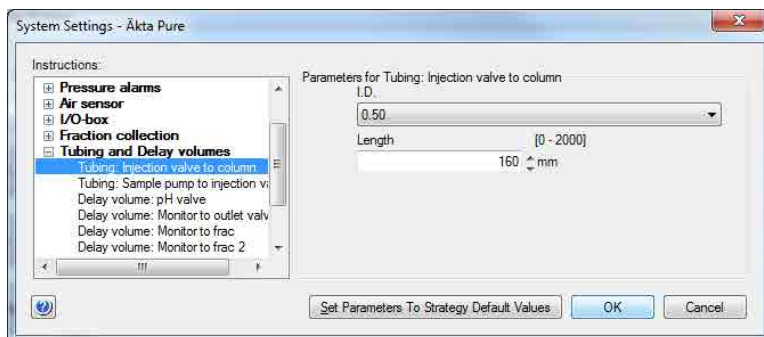 System Settings - Äkta Pure
Instructions:
Pressure alarms
Air sensor
I/O-box
Fraction collection
Tubing and Delay volumes
Tubing: Injection valve to column
Tubing: Sample pump to injection va
Delay volume: pH valve
Delay volume: Monitor to outlet valv
Delay volume: Monitor to frac
Delay volume: Monitor to frac 2
Parameters for Tubing: Injection valve to column
I.D.
0.50
Length [0 - 2000]
160 mm
Set Parameters To Strategy Default Values OK Cancel